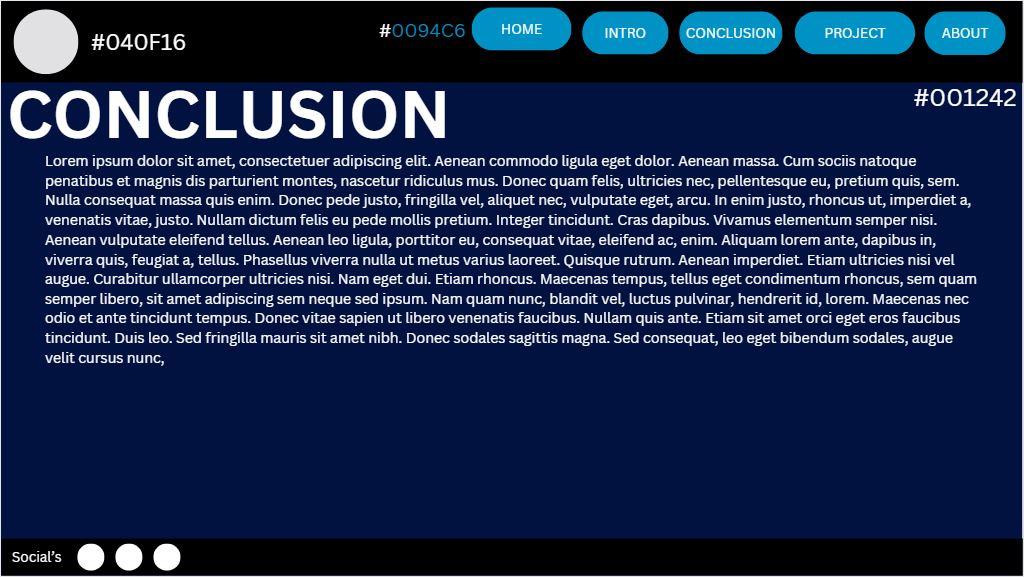 #040F16
#0094C6
HOME
INTRO
CONCLUSION
PROJECT
ABOUT
CONCLUSION
#001242
Lorem ipsum dolor sit amet, consectetuer adipiscing elit. Aenean commodo ligula eget dolor. Aenean massa. Cum sociis natoque
penatibus et magnis dis parturient montes, nascetur ridiculus mus. Donec quam felis, ultricies nec, pellentesque eu, pretium quis, sem.
Nulla consequat massa quis enim. Donec pede justo, fringilla vel, aliquet nec, vulputate eget, arcu. In enim justo, rhoncus ut, imperdiet a,
venenatis vitae, justo. Nullam dictum felis eu pede mollis pretium. Integer tincidunt. Cras dapibus. Vivamus elementum semper nisi.
Aenean vulputate eleifend tellus. Aenean leo ligula, porttitor eu, consequat vitae, eleifend ac, enim. Aliquam lorem ante, dapibus in,
viverra quis, feugiat a, tellus. Phasellus viverra nulla ut metus varius laoreet. Quisque rutrum. Aenean imperdiet. Etiam ultricies nisi vel
augue. Curabitur ullamcorper ultricies nisi. Nam eget dui. Etiam rhoncus. Maecenas tempus, tellus eget condimentum rhoncus, sem quam
semper libero, sit amet adipiscing sem neque sed ipsum. Nam quam nunc, blandit vel, luctus pulvinar, hendrerit id, lorem. Maecenas nec
odio et ante tincidunt tempus. Donec vitae sapien ut libero venenatis faucibus. Nullam quis ante. Etiam sit amet orci eget eros faucibus
tincidunt. Duis leo. Sed fringilla mauris sit amet nibh. Donec sodales sagittis magna. Sed consequat, leo eget bibendum sodales, augue
velit cursus nunc,
Social’s